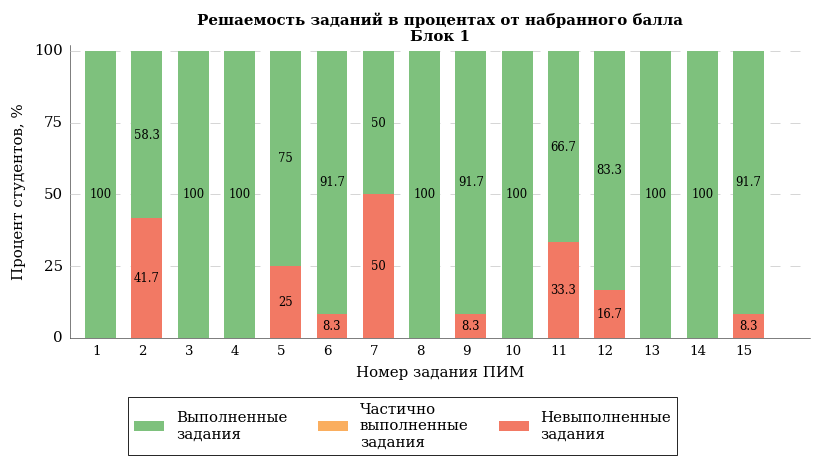 Решаемость заданий в процентах от набранного балла
Блок 1
Процент студентов, %
100
75
50
25
0
100
58.3
41.7
100
100
75
25
91.7
8.3
50
50
100
91.7
8.3
100
66.7
33.3
83.3
16.7
100
100
91.7
8.3
1 2 3 4 5 6 7 8 9 10 11 12 13 14 15
Номер задания ПИМ
Выполненные
задания
Частично
выполненные
задания
Невыполненные
задания